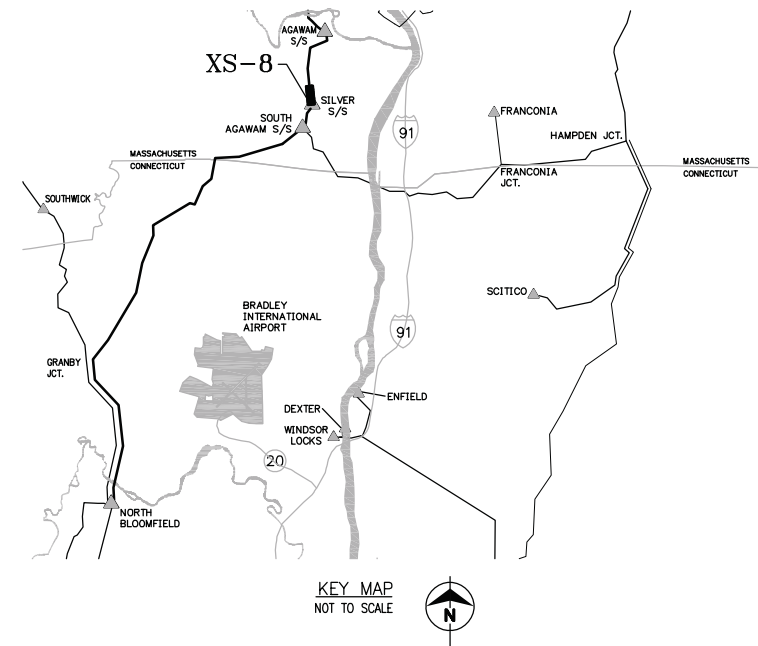 AGAWAM
S/S
XS-8
SILVER
S/S
SOUTH
AGAWAM S/S
91
FRANCONIA
HAMPDEN JCT.
MASSACHUSETTS
CONNECTICUT
MASSACHUSETTS
CONNECTICUT
FRANCONIA
JCT.
SOUTHWICK
SCITICO
BRADLEY
INTERNATIONAL
AIRPORT
91
GRANBY
JCT.
ENFIELD
DEXTER
WINDSOR
LOCKS
20
NORTH
BLOOMFIELD
KEY MAP
NOT TO SCALE
N